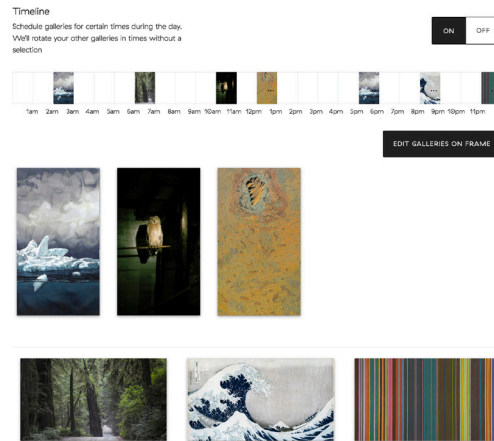 Timeline
Schedule galleries for certain times during the day.
We'll rotate your other galleries in times without a
selection
ON OFF
1am 2am 3am 4am 5am 6am 7am 8am 9am 10am 11am 12pm 1pm 2pm 3pm 4pm 5pm 6pm 7pm 8pm 9pm 10pm 11pm
EDIT GALLERIES ON FRAME